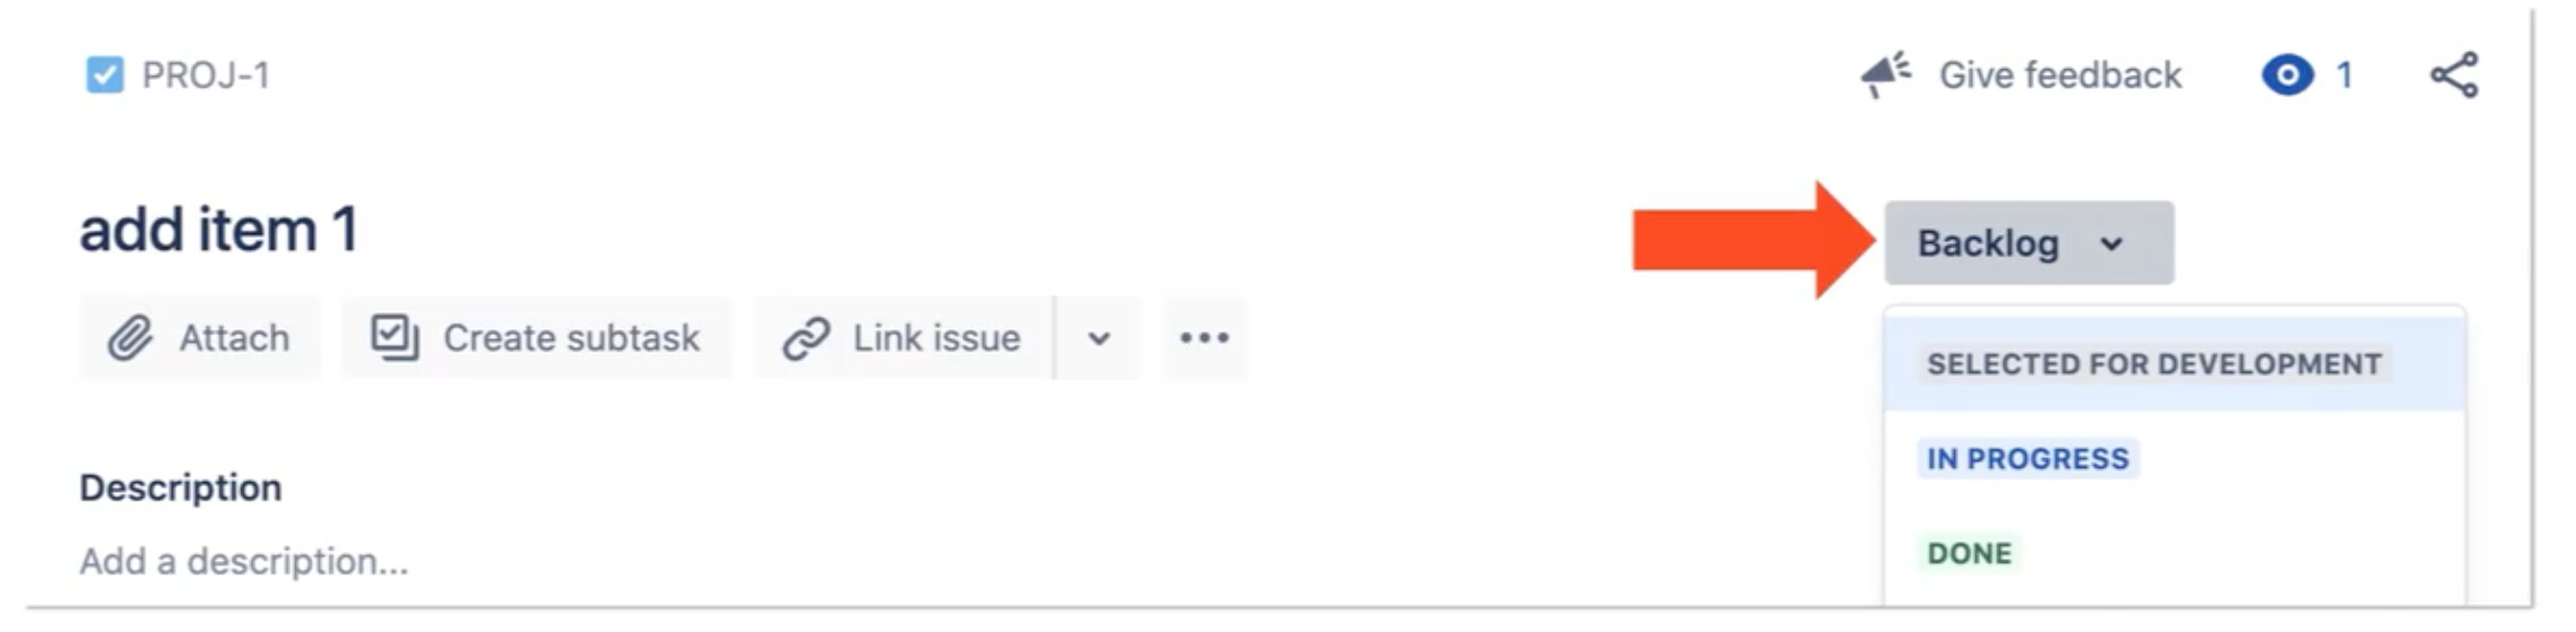 PROJ-1
Give feedback
1
add item 1
Backlog
Attach
Create subtask
Link issue
SELECTED FOR DEVELOPMENT
IN PROGRESS
DONE
Description
Add a description...